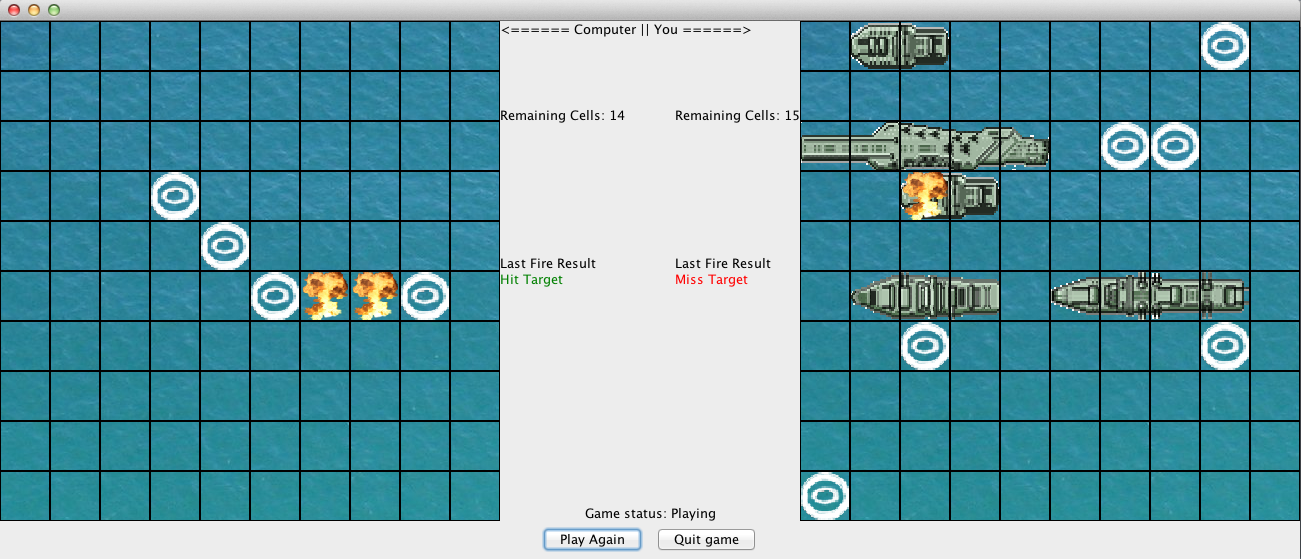 <====== Computer || You ======>
Remaining Cells: 14 Remaining Cells: 15
Last Fire Result Last Fire Result
Hit Target Miss Target
Game status: Playing
Play Again Quit game